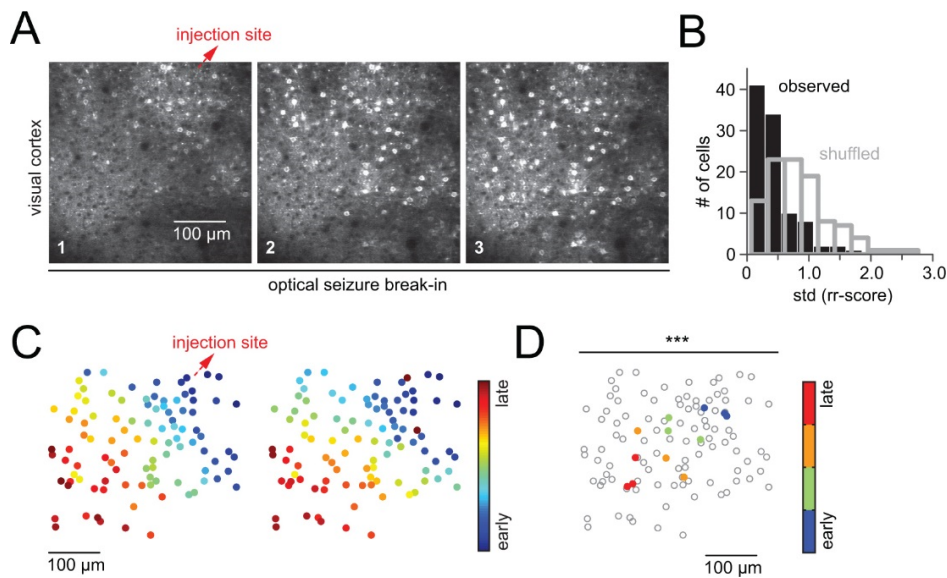 A
injection site
visual cortex
100 µm
1
2
3
optical seizure break-in
B
observed
shuffled
# of cells
40
30
20
10
0
0
1.0
2.0
3.0
std (rr-score)
C
injection site
late
early
100 µm
D
***
late
early
100 µm